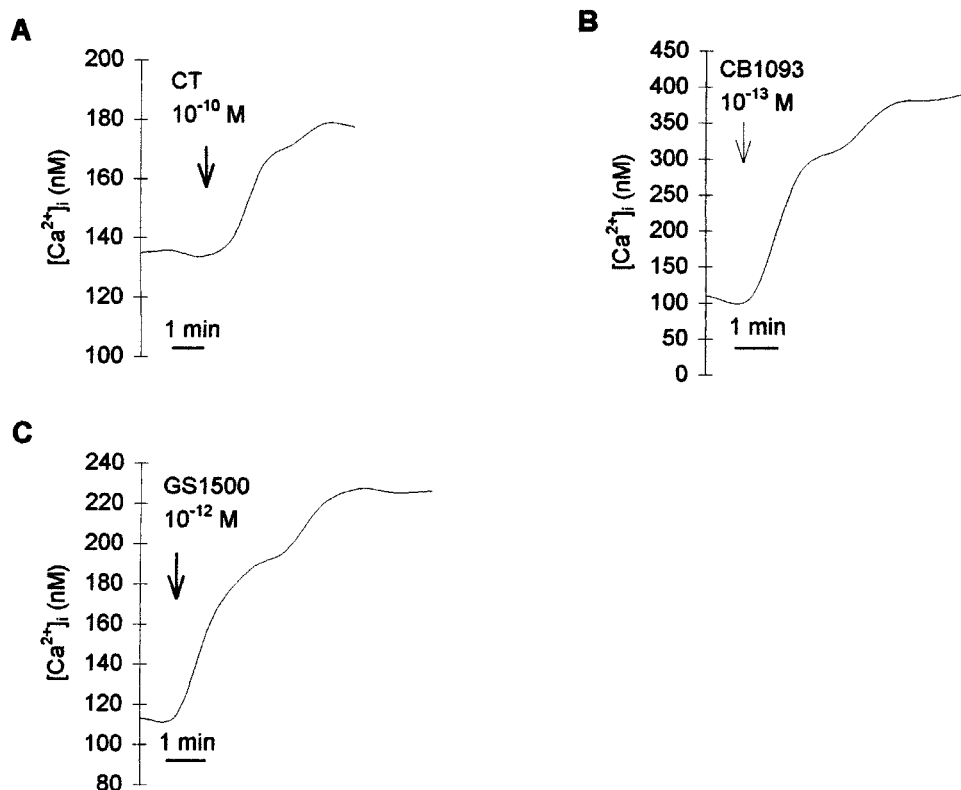 A
200
180
160
140
120
100
[Ca²⁺]ᵢ (nM)
CT
10⁻¹⁰ M
1 min
B
450
400
350
300
250
200
150
100
50
0
[Ca²⁺]ᵢ (nM)
CB1093
10⁻¹³ M
1 min
C
240
220
200
180
160
140
120
100
80
[Ca²⁺]ᵢ (nM)
GS1500
10⁻¹² M
1 min